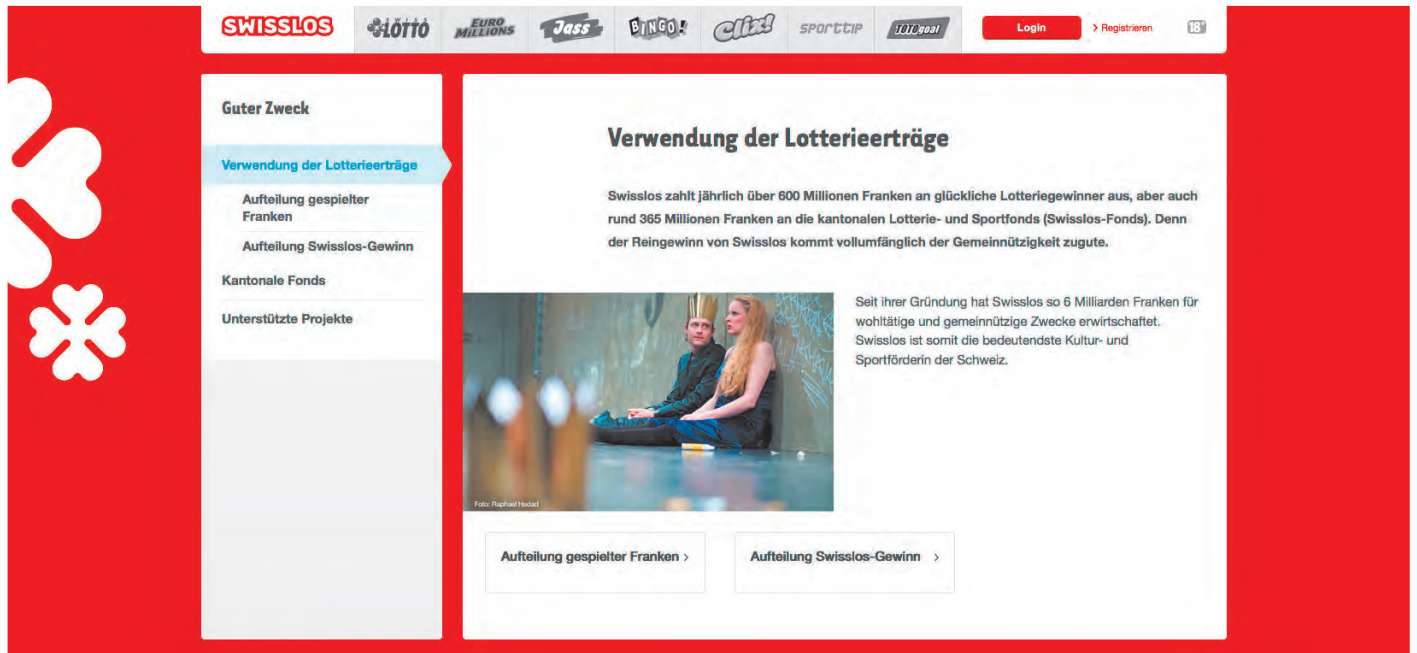 SWISSLOS
SWISS
LOTTO
EURO
MILLIONS
Jass
BINGO!
Clix!
SPORTTIP
TOTOgoal
Login
> Registrieren
18+
Guter Zweck
Verwendung der Lotterieerträge
Aufteilung gespielter
Franken
Aufteilung Swisslos-Gewinn
Kantonale Fonds
Unterstützte Projekte
Verwendung der Lotterieerträge
Swisslos zahlt jährlich über 600 Millionen Franken an glückliche Lotteriegewinner aus, aber auch
rund 365 Millionen Franken an die kantonalen Lotterie- und Sportfonds (Swisslos-Fonds). Denn
der Reingewinn von Swisslos kommt vollumfänglich der Gemeinnützigkeit zugute.
Seit ihrer Gründung hat Swisslos so 6 Milliarden Franken für
wohltätige und gemeinnützige Zwecke erwirtschaftet.
Swisslos ist somit die bedeutendste Kultur- und
Sportförderin der Schweiz.
Foto: Raphael Hadad
Aufteilung gespielter Franken >
Aufteilung Swisslos-Gewinn >